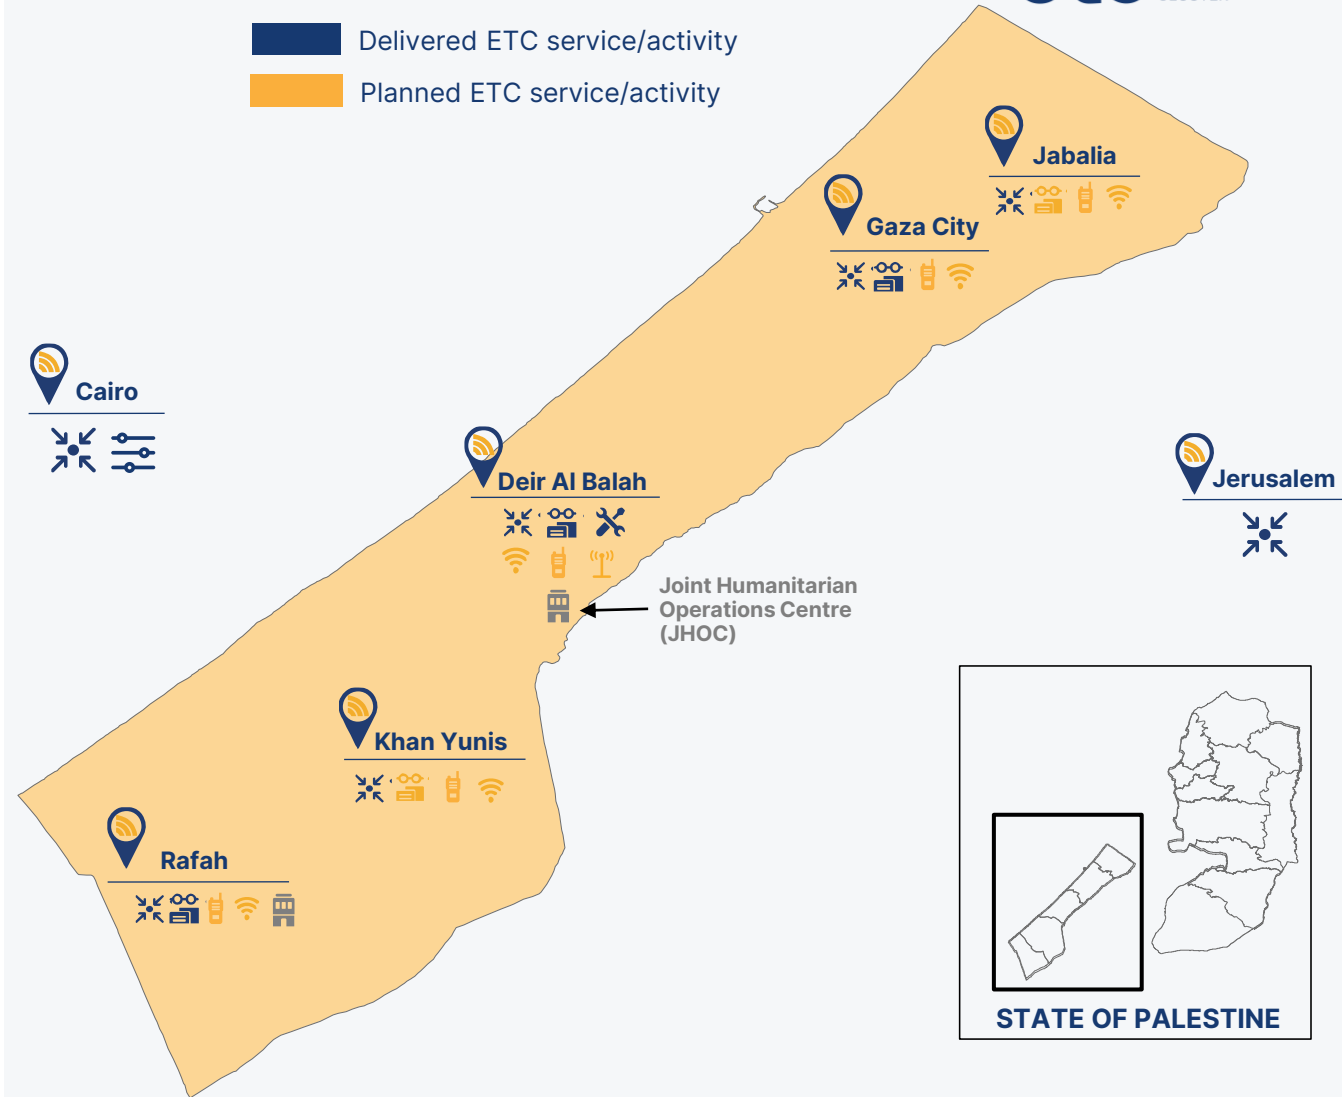 Delivered ETC service/activity
Planned ETC service/activity
Jabalia
Gaza City
Cairo
Deir Al Balah
Jerusalem
Joint Humanitarian
Operations Centre
(JHOC)
Khan Yunis
Rafah
STATE OF PALESTINE